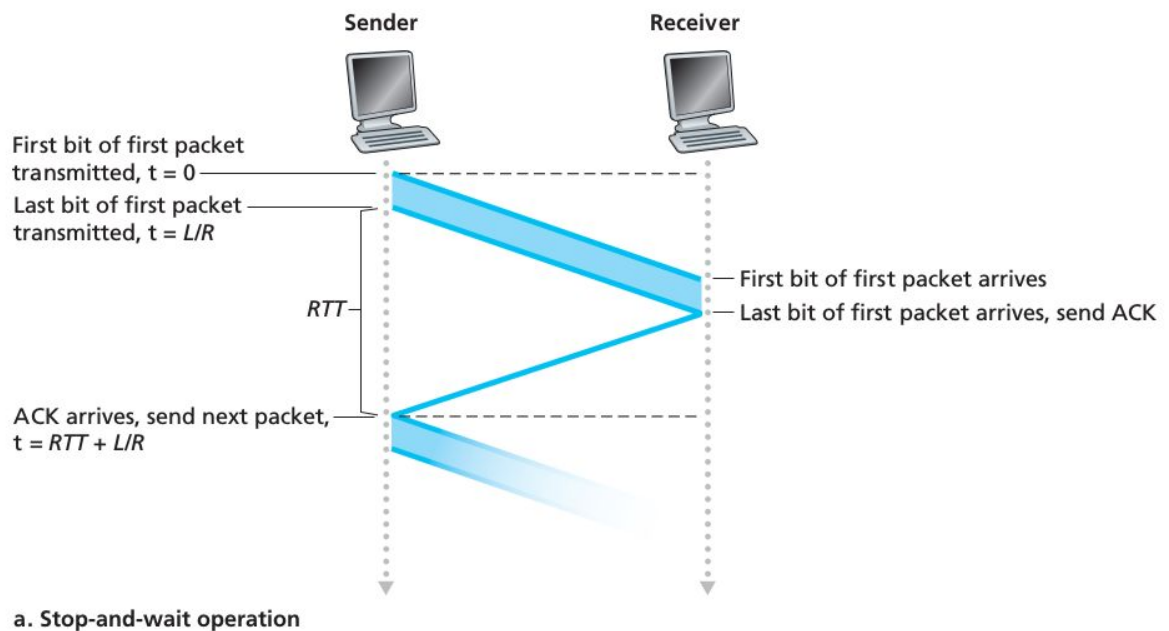 Sender
Receiver
First bit of first packet
transmitted, t = 0
Last bit of first packet
transmitted, t = L/R
First bit of first packet arrives
Last bit of first packet arrives, send ACK
RTT
ACK arrives, send next packet,
t = RTT + L/R
a. Stop-and-wait operation